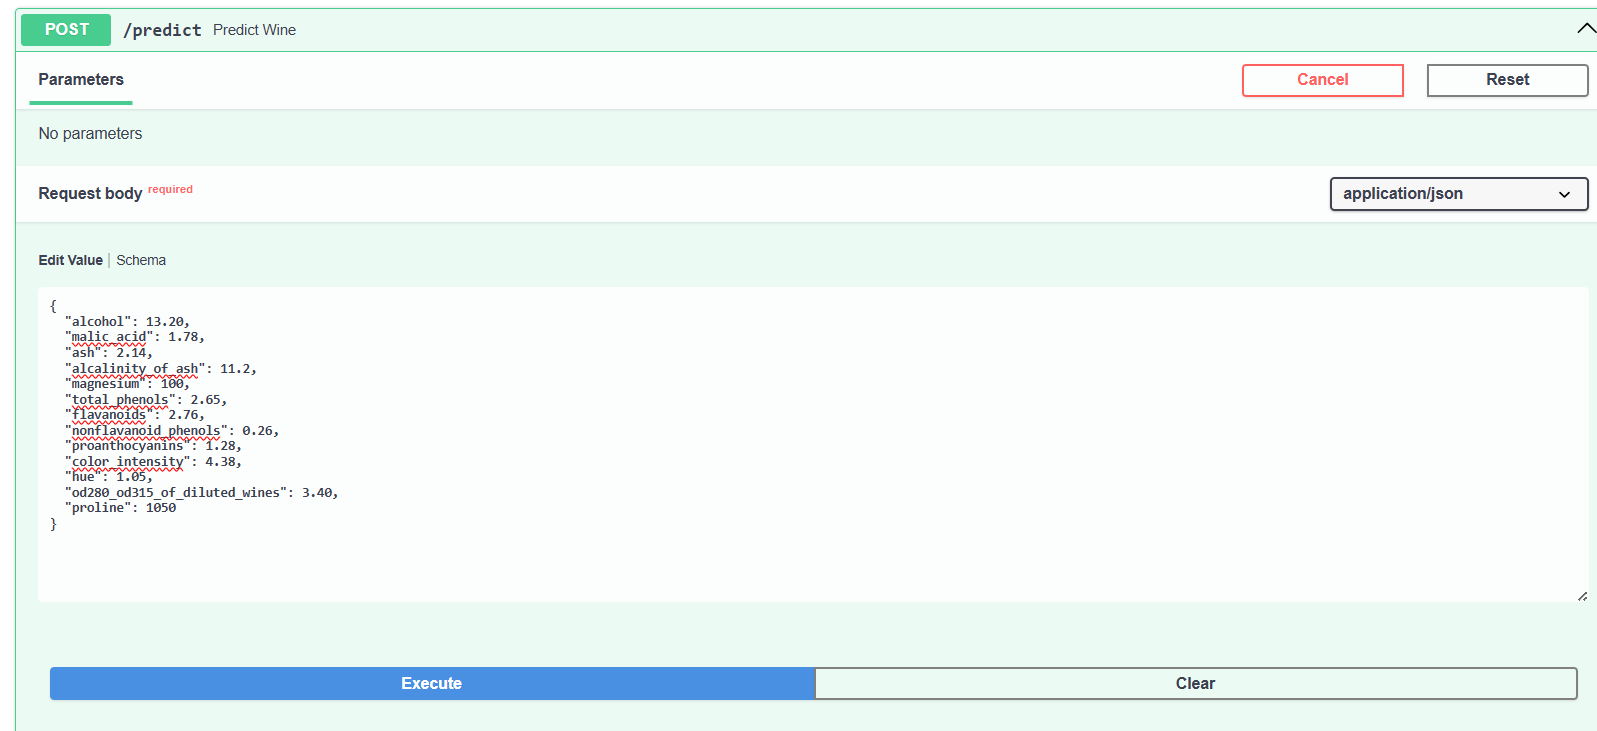 POST /predict Predict Wine
Parameters
Cancel
Reset
No parameters
Request body required
application/json
Edit Value | Schema
{
  "alcohol": 13.20,
  "malic_acid": 1.78,
  "ash": 2.14,
  "alcalinity_of_ash": 11.2,
  "magnesium": 100,
  "total_phenols": 2.65,
  "flavanoids": 2.76,
  "nonflavanoid_phenols": 0.26,
  "proanthocyanins": 1.28,
  "color_intensity": 4.38,
  "hue": 1.05,
  "od280_od315_of_diluted_wines": 3.40,
  "proline": 1050
}
Execute
Clear